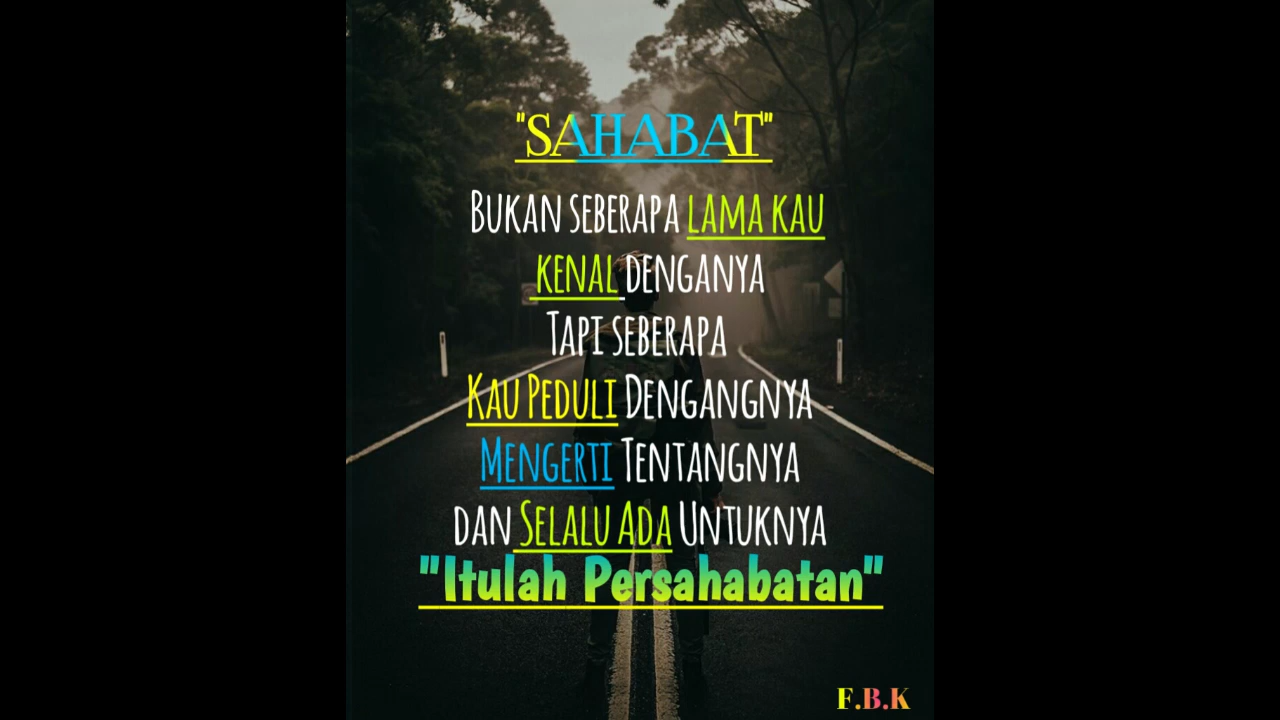 "SAHABAT"
Bukan seberapa lama kau
kenal denganya
Tapi seberapa
Kau Peduli Dengangnya
Mengerti Tentangnya
dan Selalu Ada Untuknya
"Itulah Persahabatan"
F.B.K